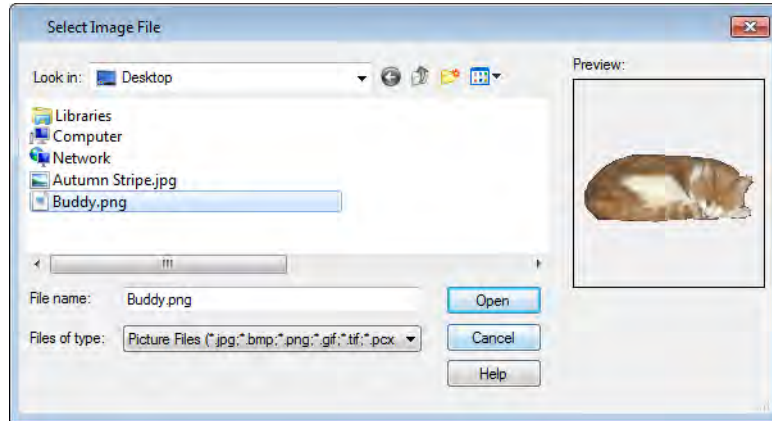 Select Image File
Look in: Desktop
Preview:
Libraries
Computer
Network
Autumn Stripe.jpg
Buddy.png
File name: Buddy.png
Open
Files of type: Picture Files (*.jpg;*.bmp;*.png;*.gif;*.tif;*.pcx
Cancel
Help